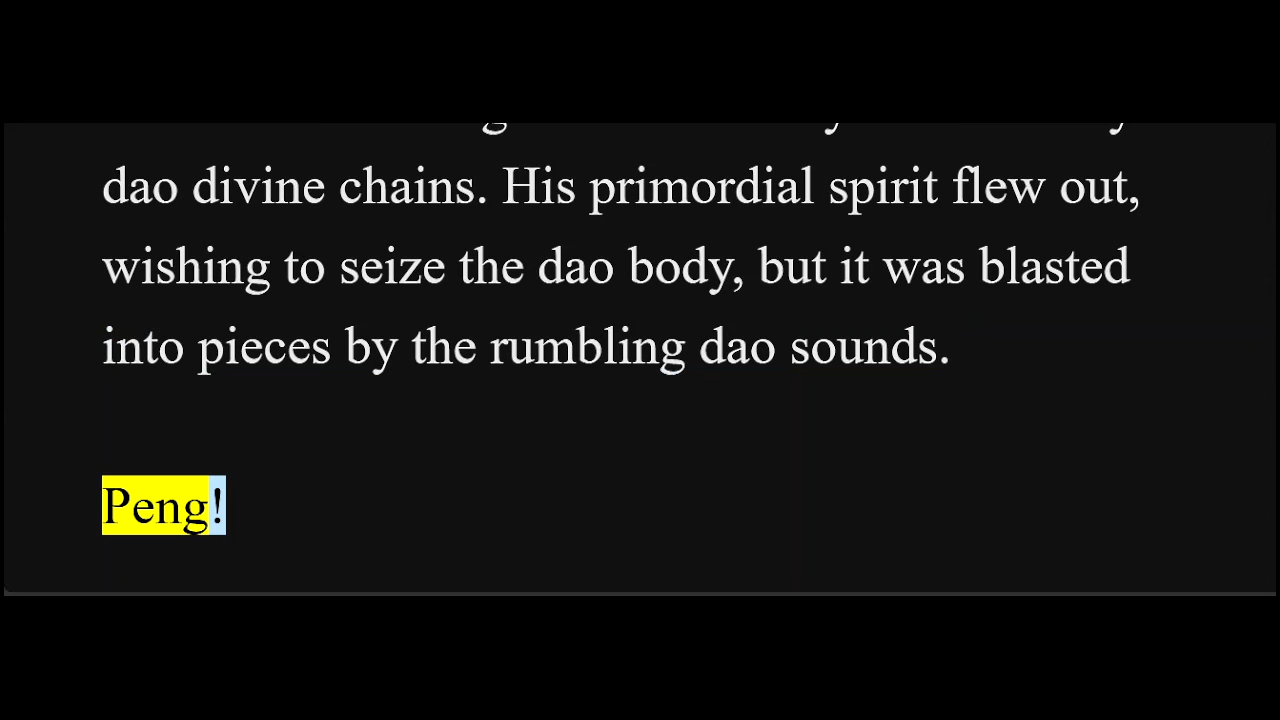 dao divine chains. His primordial spirit flew out,
wishing to seize the dao body, but it was blasted
into pieces by the rumbling dao sounds.
Peng!